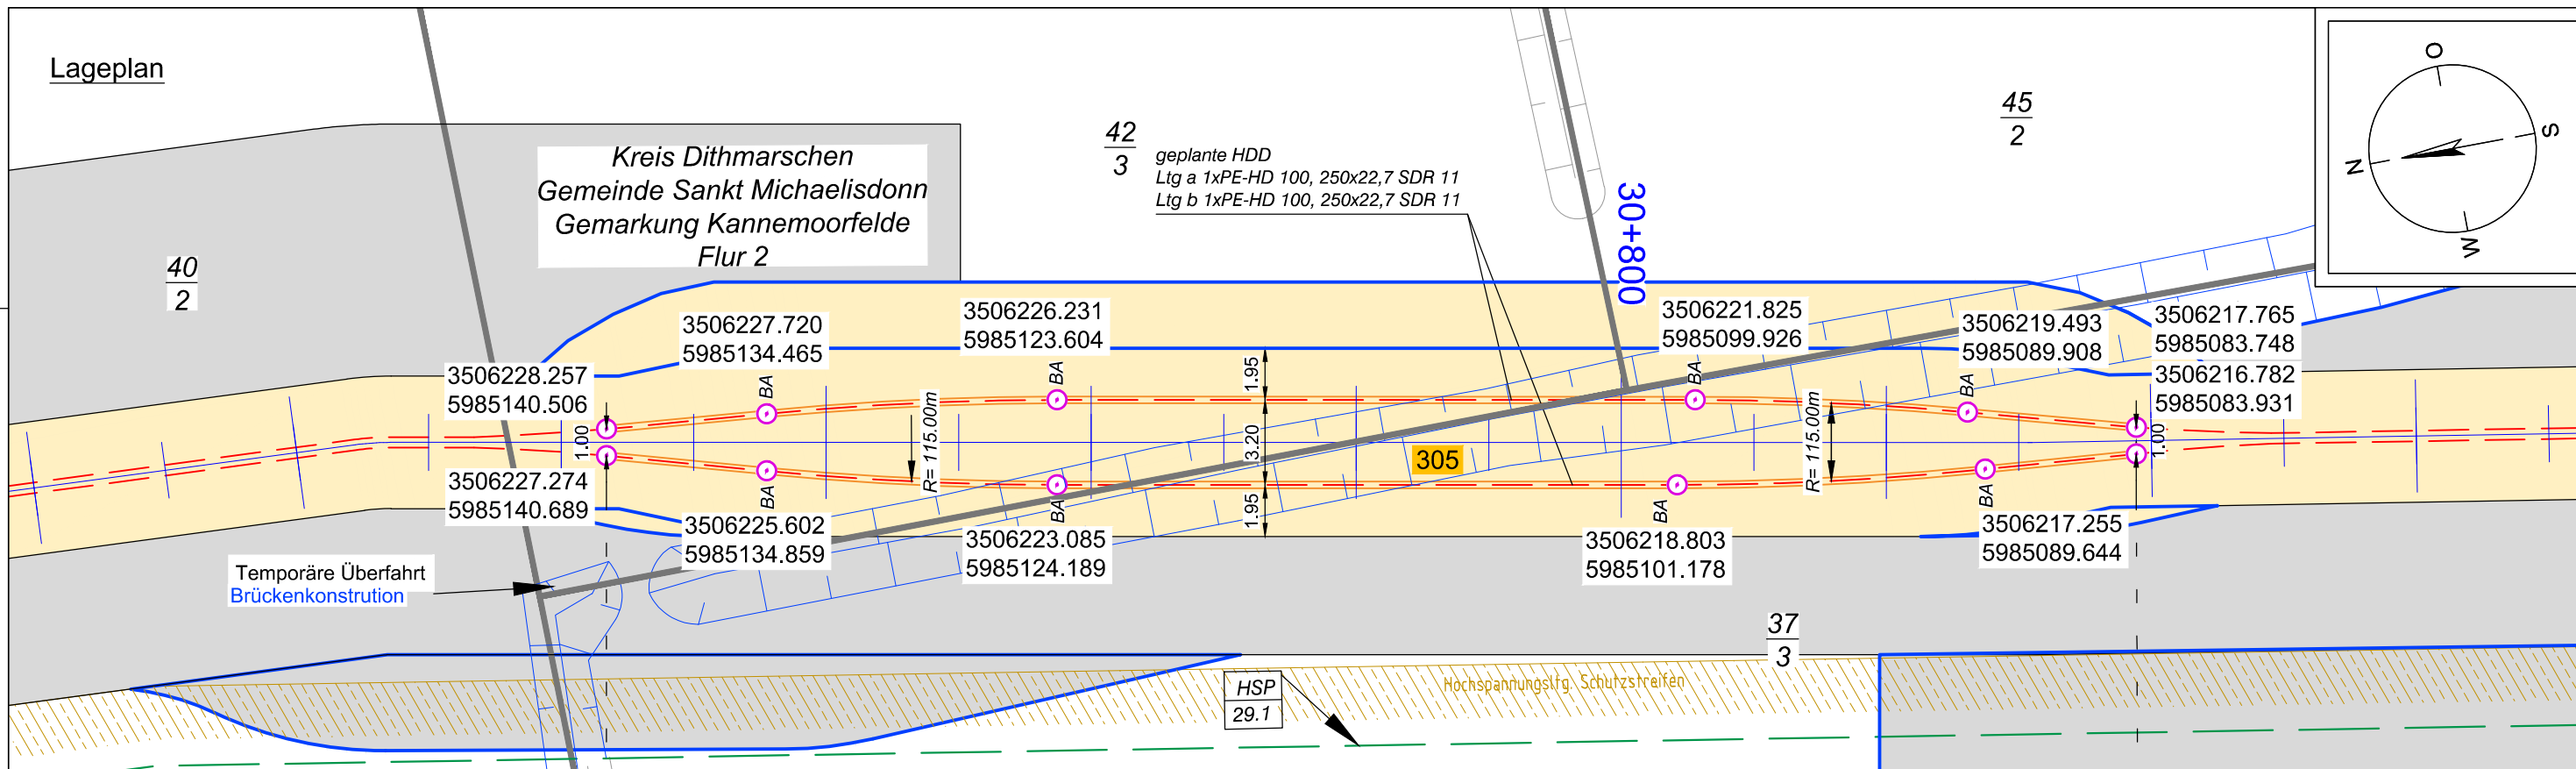 Lageplan
Kreis Dithmarschen
Gemeinde Sankt Michaelisdonn
Gemarkung Kannemoorfelde
Flur 2
40
2
42
3
geplante HDD
Ltg a 1xPE-HD 100, 250x22,7 SDR 11
Ltg b 1xPE-HD 100, 250x22,7 SDR 11
30+800
45
2
O
S
N
W
3506228.257
5985140.506
3506227.720
5985134.465
3506226.231
5985123.604
3506221.825
5985099.926
3506219.493
5985089.908
3506217.765
5985083.748
3506216.782
5985083.931
BA
BA
BA
BA
1.00
R= 115.00m
1.95
3.20
1.95
305
R= 115.00m
1.00
BA
BA
BA
BA
3506227.274
5985140.689
3506225.602
5985134.859
3506223.085
5985124.189
3506218.803
5985101.178
3506217.255
5985089.644
Temporäre Überfahrt
Brückenkonstrution
37
3
HSP
29.1
Hochspannungsltg. Schutzstreifen